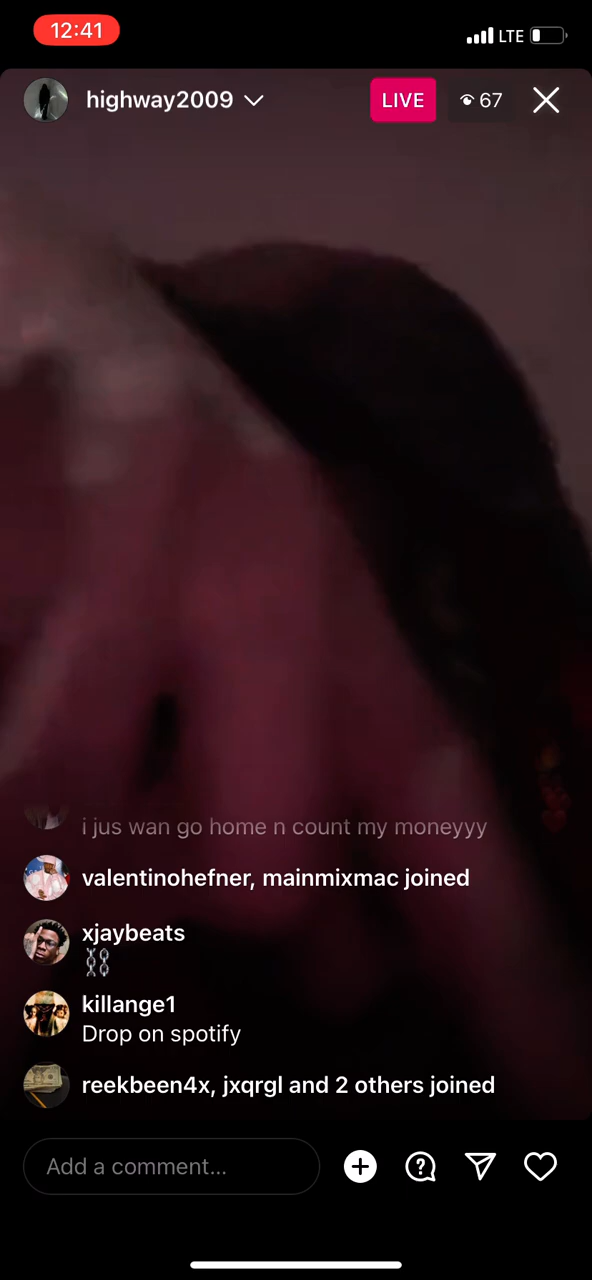 12:41
LTE
highway2009
LIVE
67
i jus wan go home n count my moneyyy
valentinohefner, mainmixmac joined
xjaybeats
⛓️
killange1
Drop on spotify
reekbeen4x, jxqrgl and 2 others joined
Add a comment...